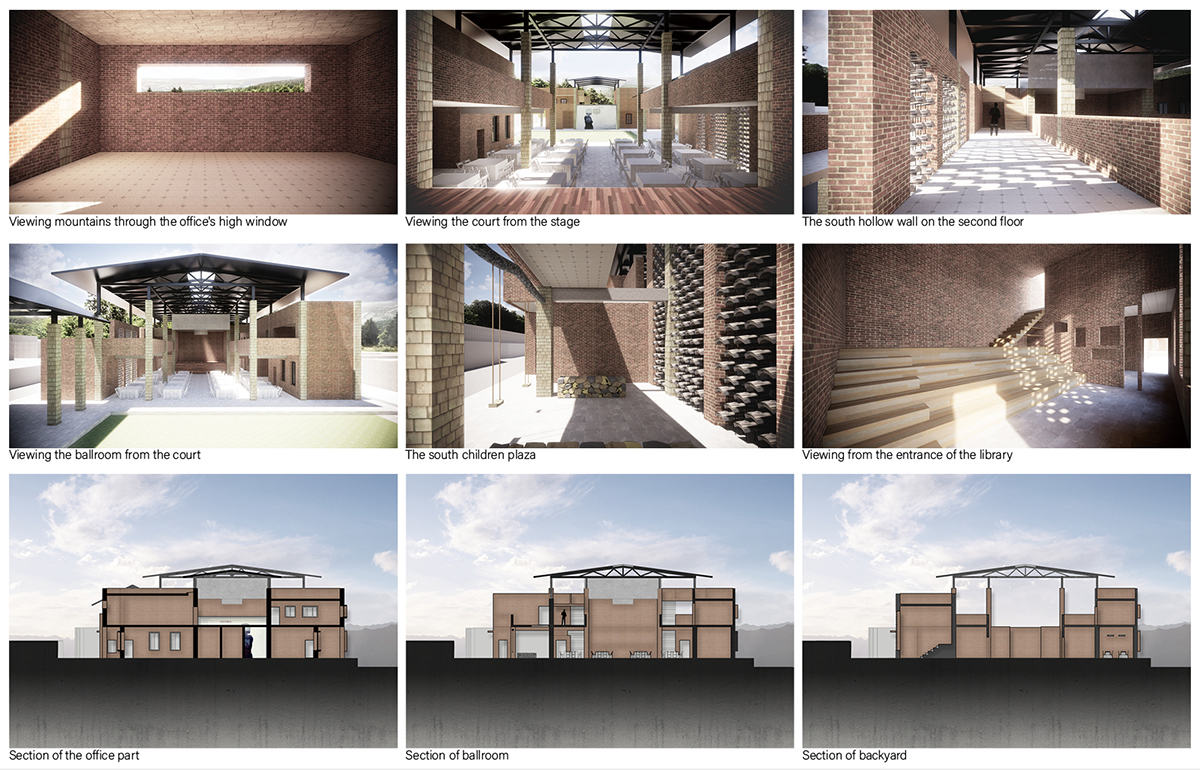 Viewing mountains through the office's high window
Viewing the court from the stage
The south hollow wall on the second floor
Viewing the ballroom from the court
The south children plaza
Viewing from the entrance of the library
Section of the office part
Section of ballroom
Section of backyard